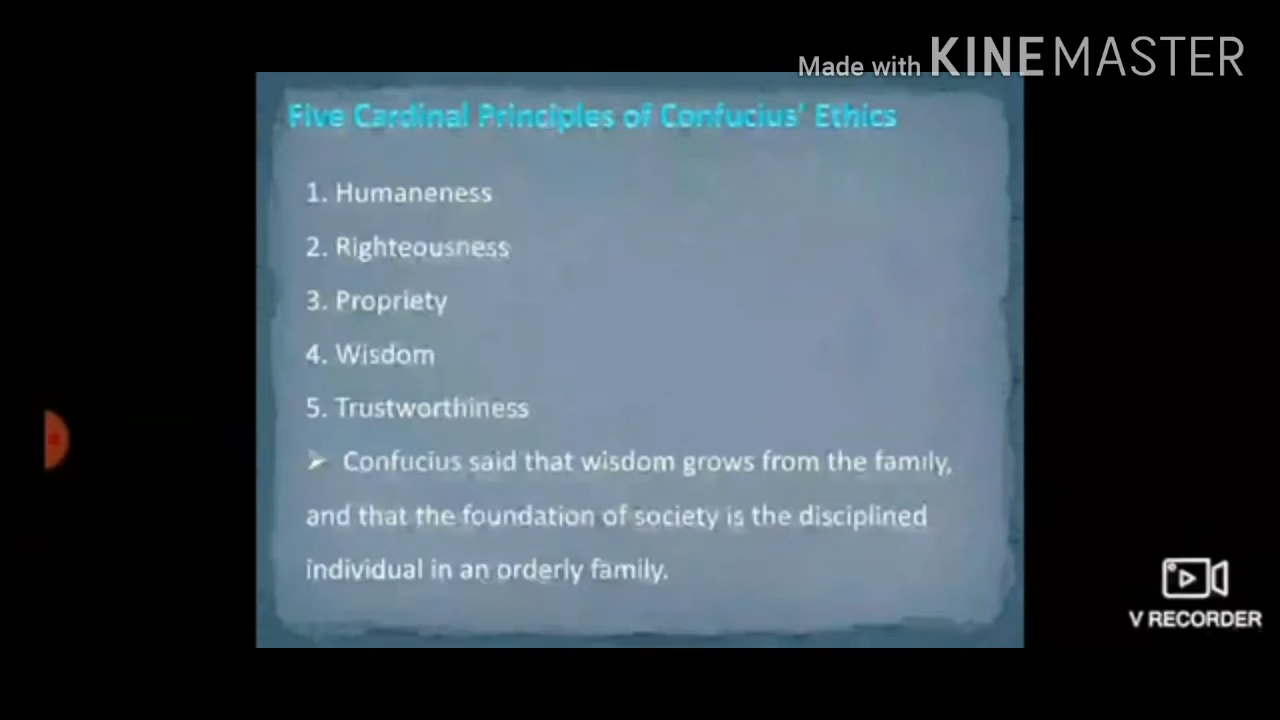 Made with KINEMASTER
Five Cardinal Principles of Confucius' Ethics
1. Humaneness
2. Righteousness
3. Propriety
4. Wisdom
5. Trustworthiness
➢ Confucius said that wisdom grows from the family,
and that the foundation of society is the disciplined
individual in an orderly family.
V RECORDER